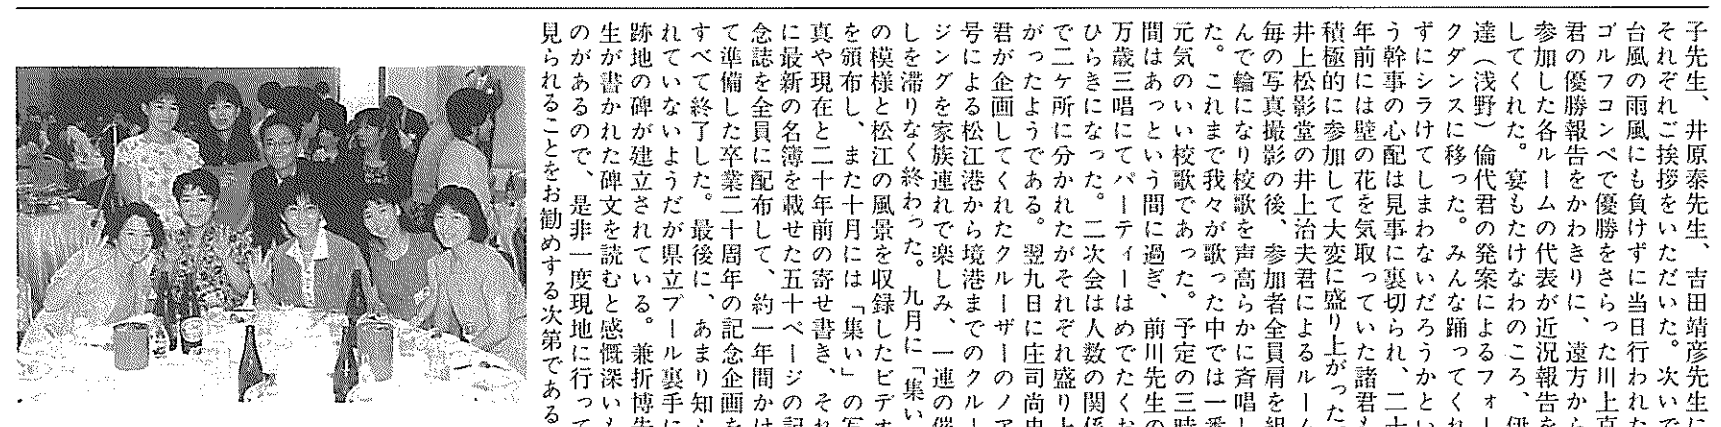 子先生、井原泰先生、吉田靖彦先生に
それぞれご挨拶をいただいた。次いで
台風の雨風にも負けずに当日行われた
ゴルフコンペで優勝をさらった川上直
君の優勝報告をかわきりに、遠方から
参加した各ルームの代表が近況報告を
してくれた。宴もたけなわのころ、伊
達（浅野）倫代君の発案によるフォー
クダンスに移った。みんな踊ってくれ
ずにシラけてしまわないだろうかとい
う幹事の心配は見事に裏切られ、二十
年前には壁の花を気取っていた諸君も
積極的に参加して大変に盛り上がった
井上松影堂の井上治夫君によるルーム
毎の写真撮影の後、参加者全員肩を組
んで輪になり校歌を声高らかに斉唱し
た。これまで我々が歌った中では一番
元気のいい校歌であった。予定の三時
間はあっという間に過ぎ、前川先生の
万歳三唱にてパーティーはめでたくお
ひらきになった。二次会は人数の関係
で二ヶ所に分かれたがそれぞれ盛り上
がったようである。翌九日に庄司尚
君が企画してくれたクルーザーのノア
号による松江港から境港までのクルー
ジングを家族連れで楽しみ、一連の催
しを滞りなく終わった。九月に「集い
の模様と松江の風景を収録したビデオ
を頒布し、また十月には「集い」の写
真や現在と二十年前の寄せ書き、それ
に最新の名簿を載せた五十ページの記
念誌を全員に配布して、約一年間かけ
て準備した卒業二十周年の記念企画を
すべて終了した。最後に、あまり知ら
れていないようだが県立プール裏手に
跡地の碑が建立されている。兼折博先
生が書かれた碑文を読むと感慨深いも
のがあるので、是非一度現地に行って
見られることをお勧めする次第である